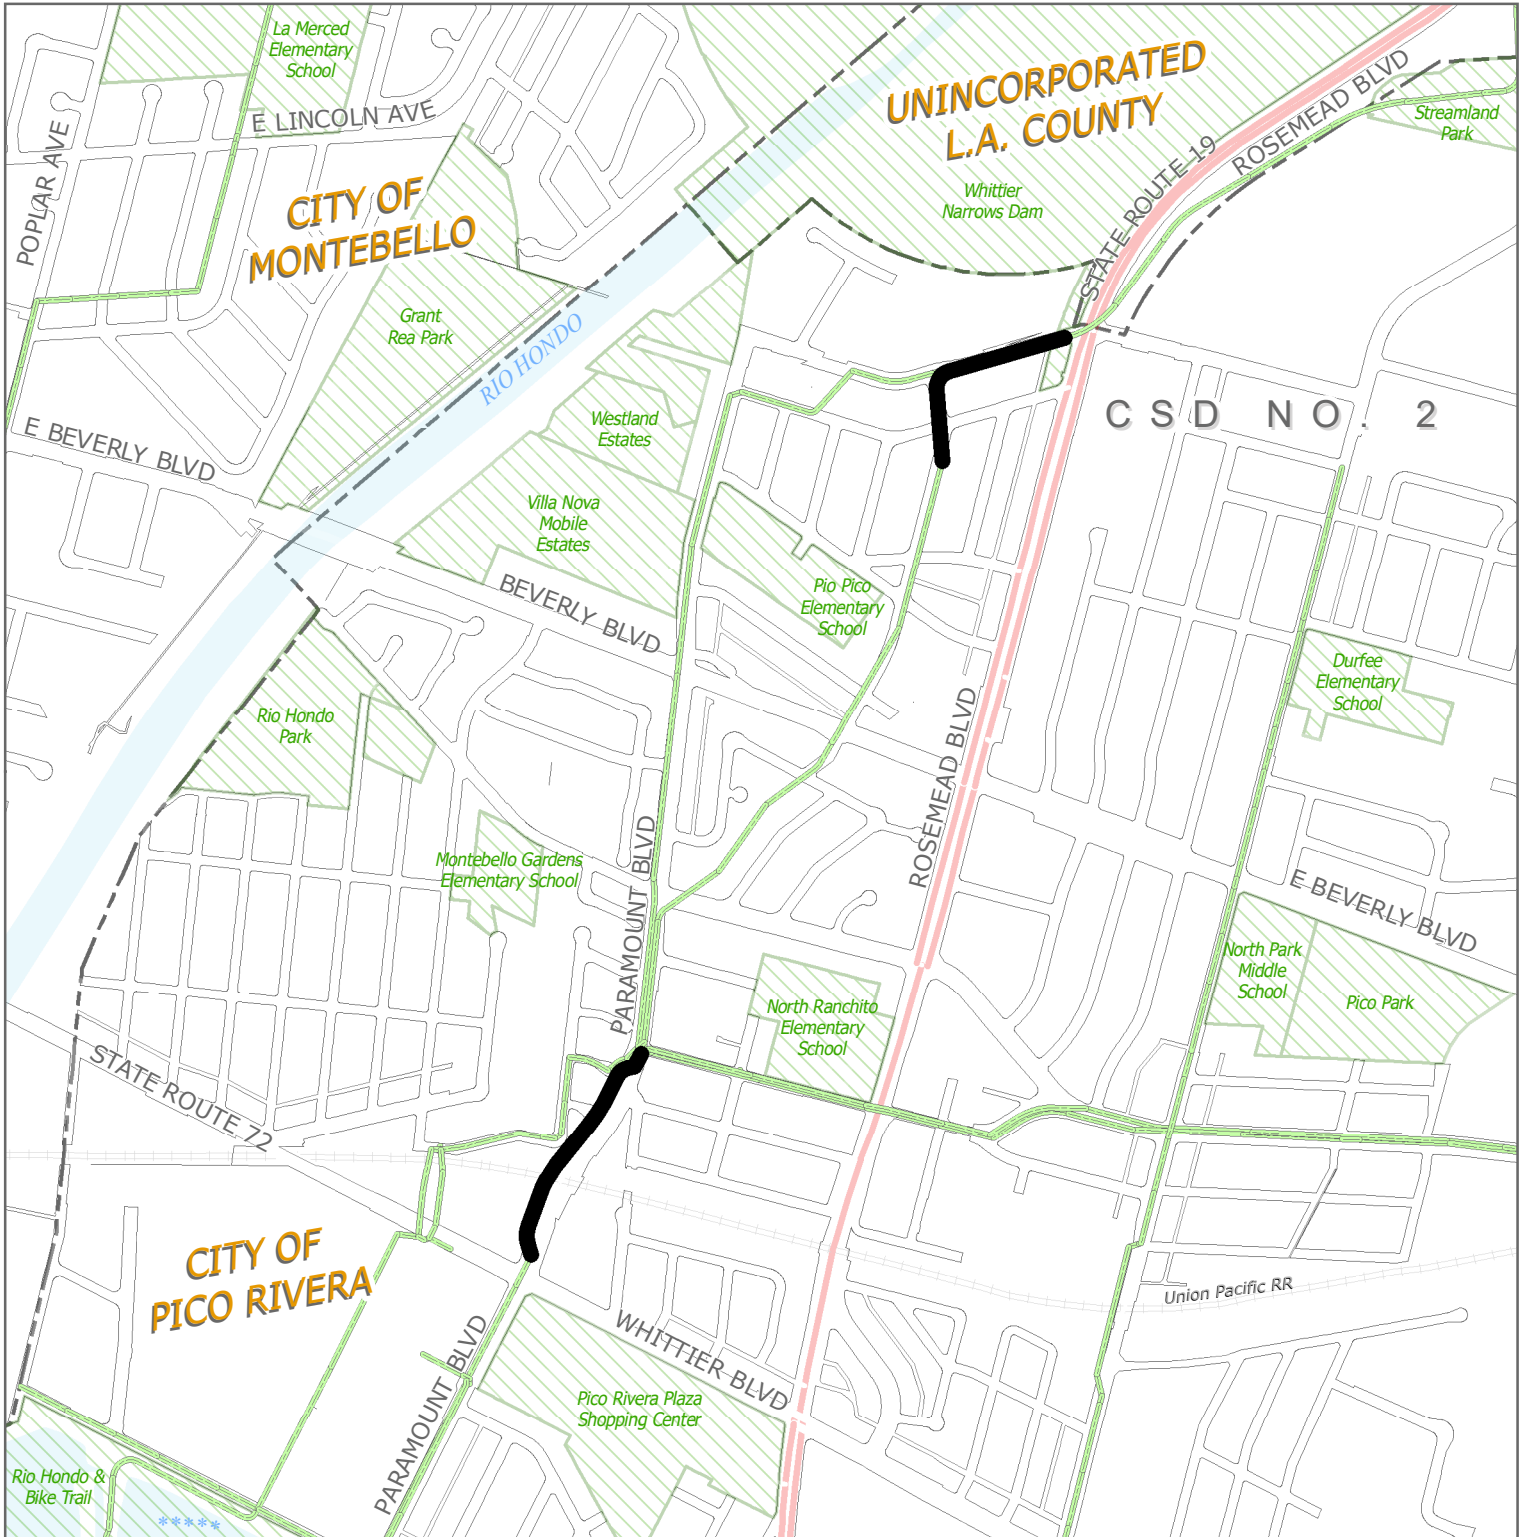 La Merced
Elementary
School
E LINCOLN AVE
POPLAR AVE
CITY OF
MONTEBELLO
UNINCORPORATED
L.A. COUNTY
STATE ROUTE 19
ROSEMEAD BLVD
Streamland
Park
Whittier
Narrows Dam
Grant
Rea Park
RIO HONDO
E BEVERLY BLVD
Westland
Estates
CSD NO. 2
Villa Nova
Mobile
Estates
BEVERLY BLVD
Pio Pico
Elementary
School
Durfee
Elementary
School
Rio Hondo
Park
ROSEMEAD BLVD
Montebello Gardens
Elementary School
PARAMOUNT BLVD
E BEVERLY BLVD
North Park
Middle
School
Pico Park
North Ranchito
Elementary
School
STATE ROUTE 72
CITY OF
PICO RIVERA
Union Pacific RR
WHITTIER BLVD
PARAMOUNT BLVD
Pico Rivera Plaza
Shopping Center
Rio Hondo &
Bike Trail
*****